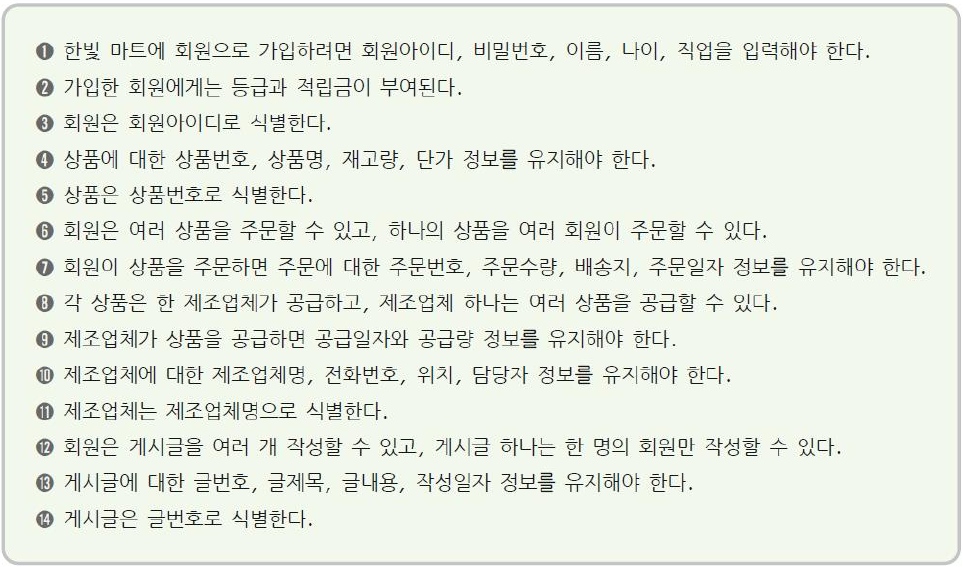 ❶ 한빛 마트에 회원으로 가입하려면 회원아이디, 비밀번호, 이름, 나이, 직업을 입력해야 한다.
❷ 가입한 회원에게는 등급과 적립금이 부여된다.
❸ 회원은 회원아이디로 식별한다.
❹ 상품에 대한 상품번호, 상품명, 재고량, 단가 정보를 유지해야 한다.
❺ 상품은 상품번호로 식별한다.
❻ 회원은 여러 상품을 주문할 수 있고, 하나의 상품을 여러 회원이 주문할 수 있다.
❼ 회원이 상품을 주문하면 주문에 대한 주문번호, 주문수량, 배송지, 주문일자 정보를 유지해야 한다.
❽ 각 상품은 한 제조업체가 공급하고, 제조업체 하나는 여러 상품을 공급할 수 있다.
❾ 제조업체가 상품을 공급하면 공급일자와 공급량 정보를 유지해야 한다.
❿ 제조업체에 대한 제조업체명, 전화번호, 위치, 담당자 정보를 유지해야 한다.
⓫ 제조업체는 제조업체명으로 식별한다.
⓬ 회원은 게시글을 여러 개 작성할 수 있고, 게시글 하나는 한 명의 회원만 작성할 수 있다.
⓭ 게시글에 대한 글번호, 글제목, 글내용, 작성일자 정보를 유지해야 한다.
⓮ 게시글은 글번호로 식별한다.